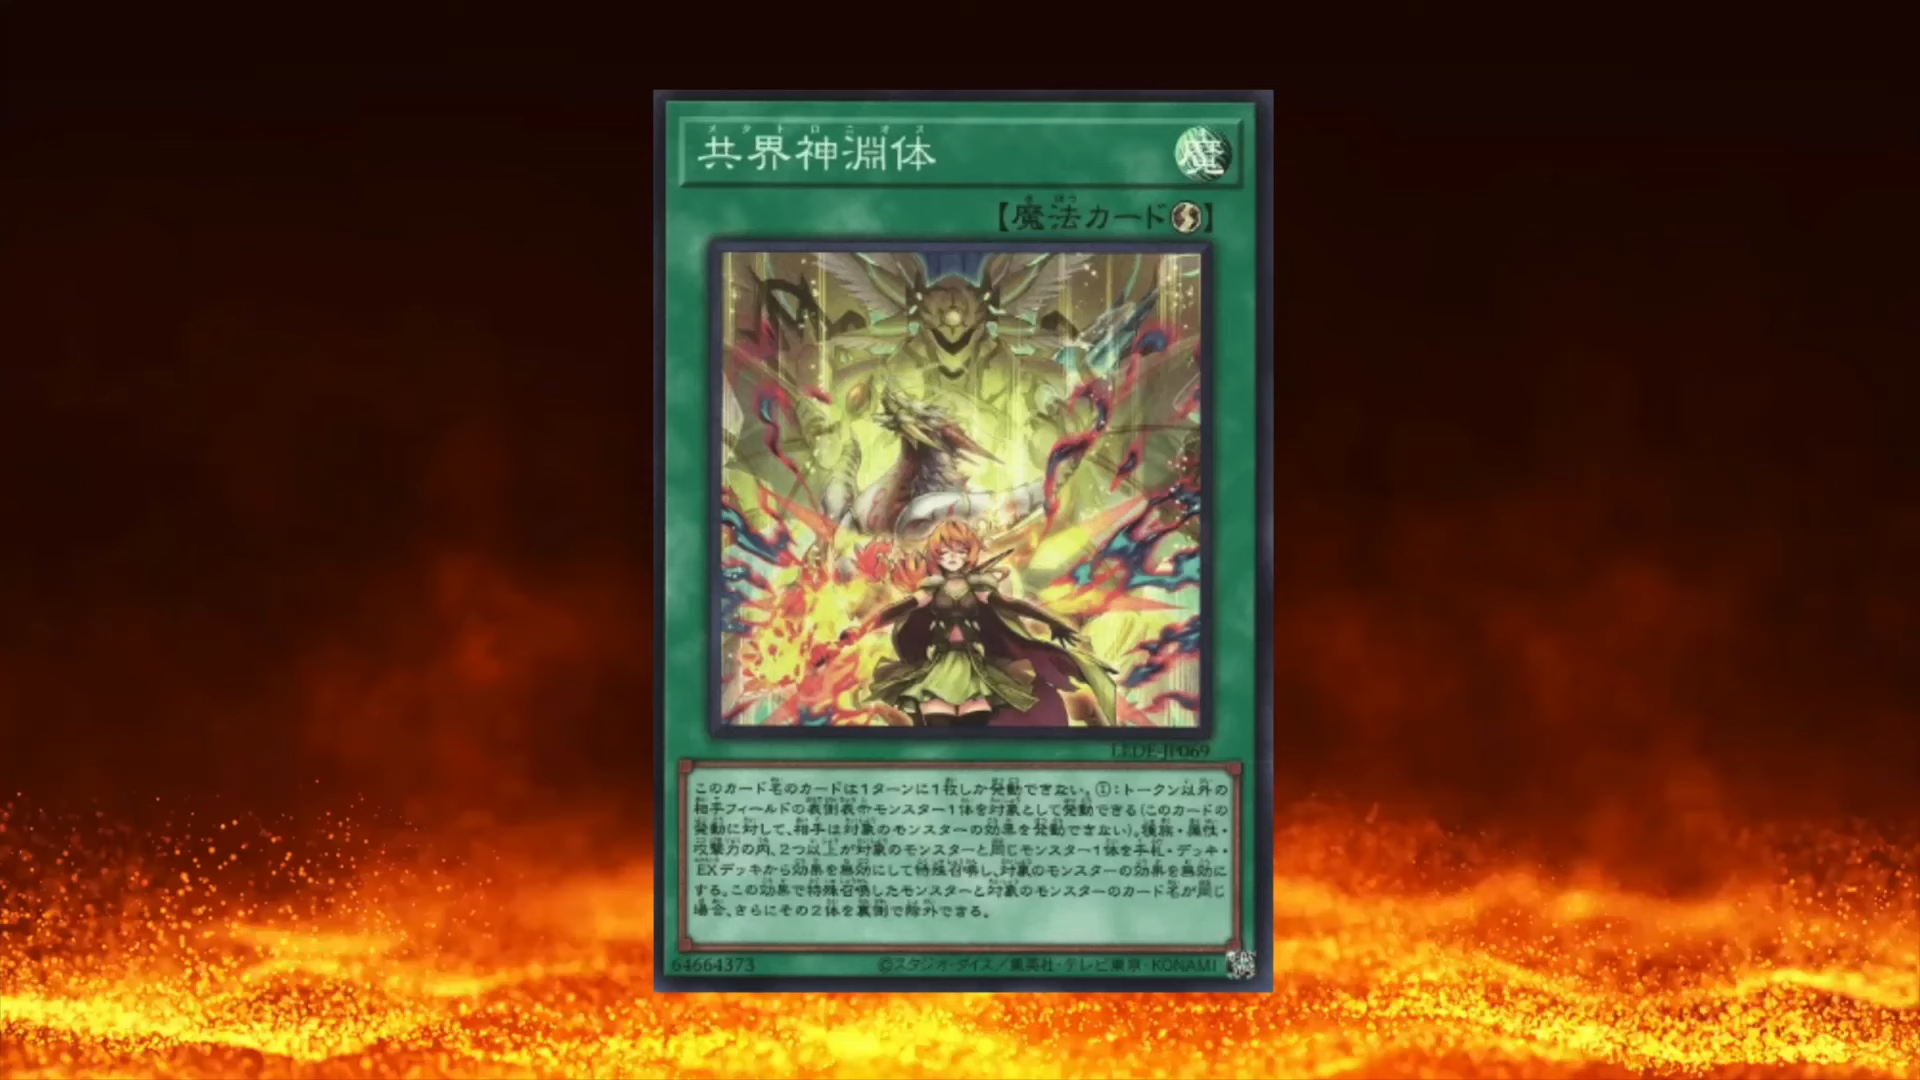 メタトロニオス
共界神淵体
魔
【魔法カード】
LEDE-JP069
このカード名のカードは1ターンに1枚しか発動できない。①：トークン以外の
相手フィールドの表側表示モンスター1体を対象として発動できる(このカードの
発動に対して、相手は対象のモンスターの効果を発動できない)。種族・属性・
攻撃力の内、2つ以上が対象のモンスターと同じモンスター1体を手札・デッキ・
EXデッキから効果を無効にして特殊召喚し、対象のモンスターの効果を無効に
する。この効果で特殊召喚したモンスターと対象のモンスターのカード名が同じ
場合、さらにその2体を裏側で除外できる。
64664373
©スタジオ・ダイス／集英社・テレビ東京・KONAMI